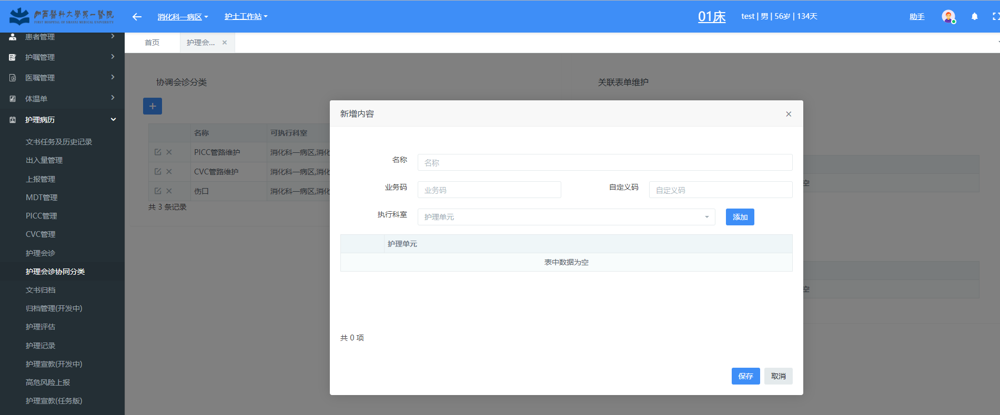 山西醫科大學第一醫院
FIRST HOSPITAL OF SHANXI MEDICAL UNIVERSITY
消化科一病区
护士工作站
01床
test | 男 | 56岁 | 134天
助手
患者管理
护嘱管理
医嘱管理
体温单
护理病历
文书任务及历史记录
出入量管理
上报管理
MDT管理
PICC管理
CVC管理
护理会诊
护理会诊协同分类
文书归档
归档管理(开发中)
护理评估
护理记录
护理宣教(开发中)
高危风险上报
护理宣教(任务版)
首页
护理会...
协调会诊分类
关联表单维护
名称 可执行科室
PICC管路维护 消化科一病区,消化
CVC管路维护 消化科一病区,消化
伤口 消化科一病区,消化
共 3 条记录
空
空
新增内容
名称 名称
业务码 业务码 自定义码 自定义码
执行科室 护理单元 添加
护理单元
表中数据为空
共 0 项
保存 取消